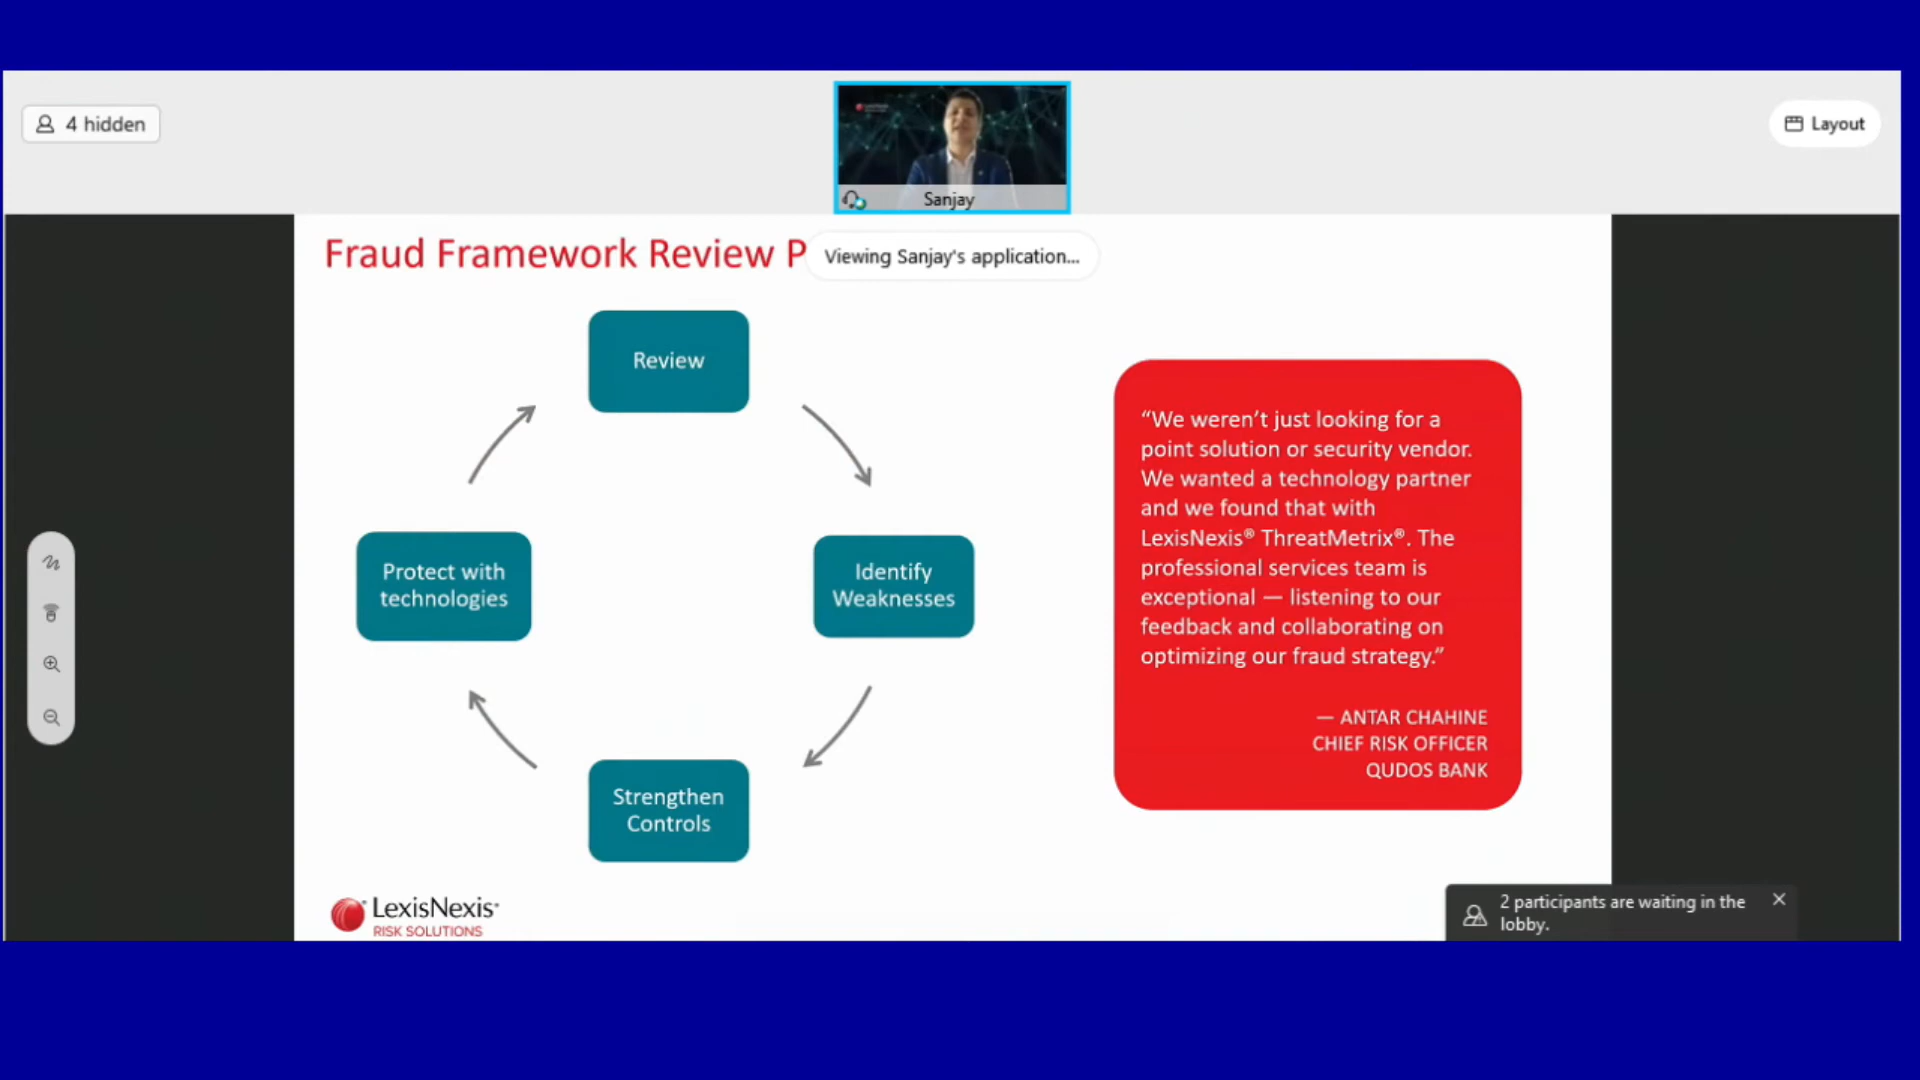 4 hidden
Layout
Sanjay
Fraud Framework Review P
Viewing Sanjay's application...
Review
Identify
Weaknesses
Strengthen
Controls
Protect with
technologies
“We weren’t just looking for a
point solution or security vendor.
We wanted a technology partner
and we found that with
LexisNexis® ThreatMetrix®. The
professional services team is
exceptional — listening to our
feedback and collaborating on
optimizing our fraud strategy.”
— ANTAR CHAHINE
CHIEF RISK OFFICER
QUDOS BANK
LexisNexis®
RISK SOLUTIONS
2 participants are waiting in the
lobby.